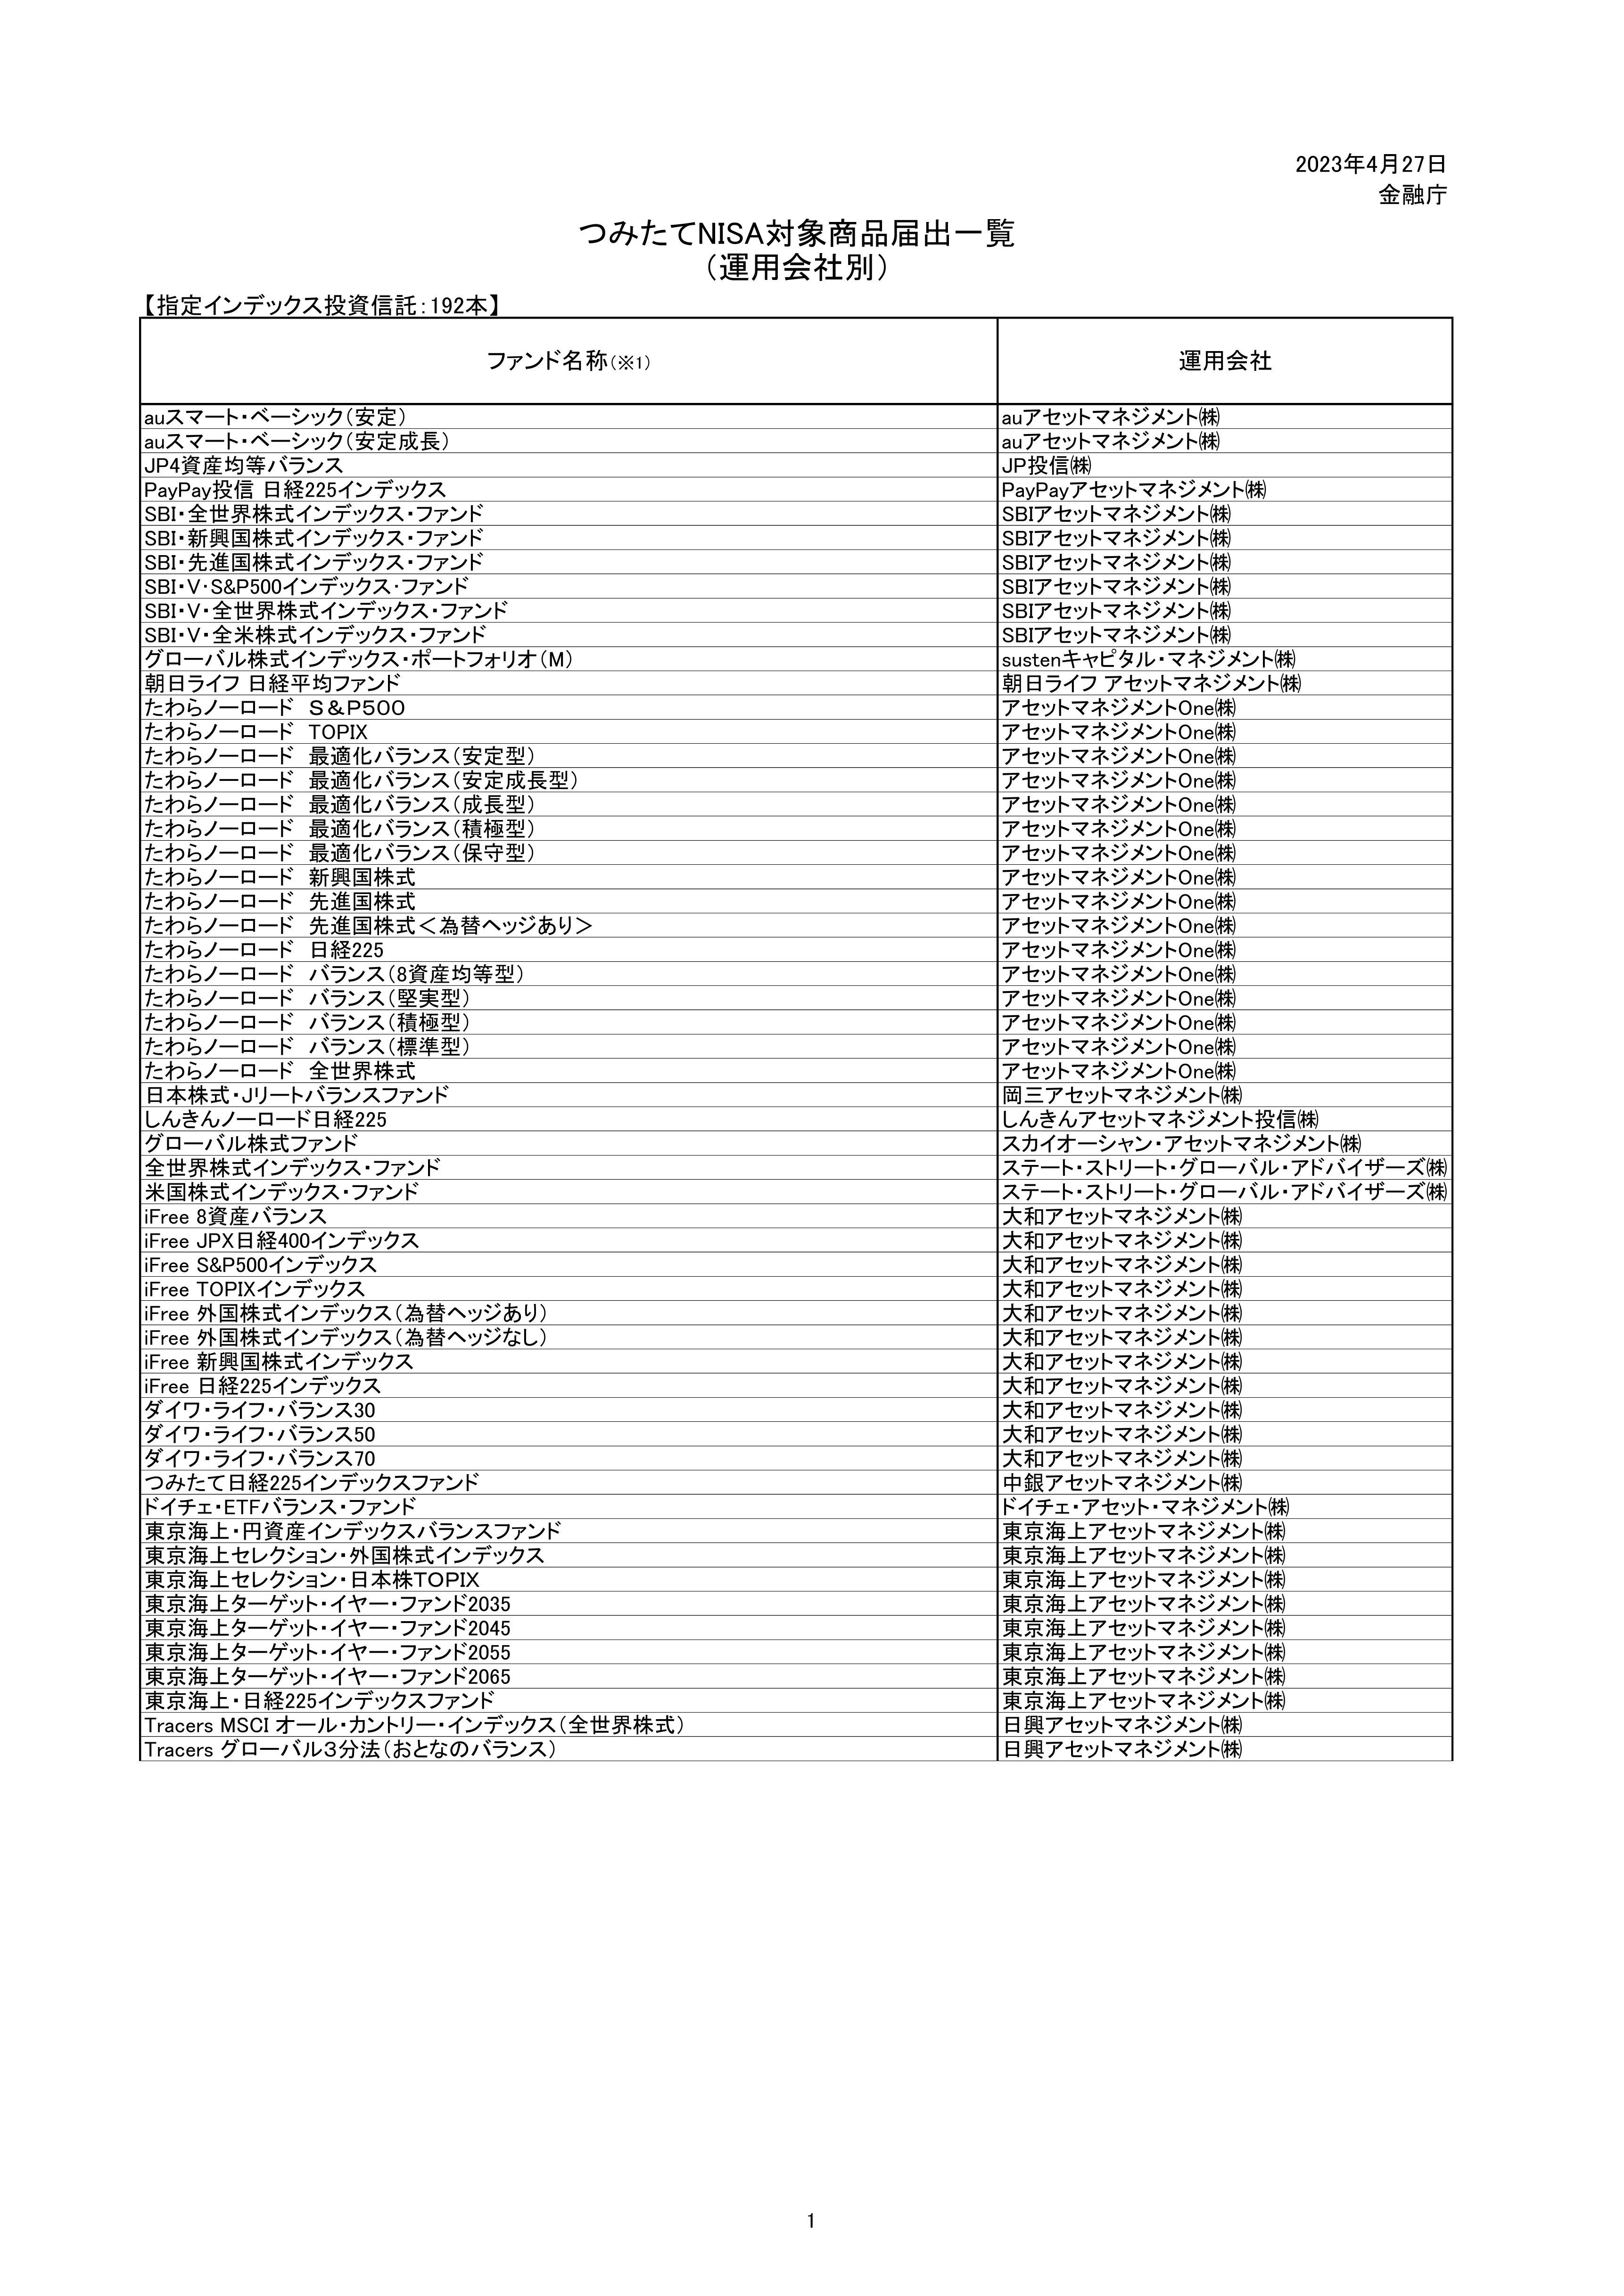 2023年4月27日
金融庁
つみたてNISA対象商品届出一覧
（運用会社別）
【指定インデックス投資信託：192本】
ファンド名称（※1） 運用会社
auスマート・ベーシック（安定） auアセットマネジメント㈱
auスマート・ベーシック（安定成長） auアセットマネジメント㈱
JP4資産均等バランス JP投信㈱
PayPay投信 日経225インデックス PayPayアセットマネジメント㈱
SBI・全世界株式インデックス・ファンド SBIアセットマネジメント㈱
SBI・新興国株式インデックス・ファンド SBIアセットマネジメント㈱
SBI・先進国株式インデックス・ファンド SBIアセットマネジメント㈱
SBI・V・S&P500インデックス・ファンド SBIアセットマネジメント㈱
SBI・V・全世界株式インデックス・ファンド SBIアセットマネジメント㈱
SBI・V・全米株式インデックス・ファンド SBIアセットマネジメント㈱
グローバル株式インデックス・ポートフォリオ（M） sustenキャピタル・マネジメント㈱
朝日ライフ 日経平均ファンド 朝日ライフ アセットマネジメント㈱
たわらノーロード Ｓ＆Ｐ５００ アセットマネジメントOne㈱
たわらノーロード TOPIX アセットマネジメントOne㈱
たわらノーロード 最適化バランス（安定型） アセットマネジメントOne㈱
たわらノーロード 最適化バランス（安定成長型） アセットマネジメントOne㈱
たわらノーロード 最適化バランス（成長型） アセットマネジメントOne㈱
たわらノーロード 最適化バランス（積極型） アセットマネジメントOne㈱
たわらノーロード 最適化バランス（保守型） アセットマネジメントOne㈱
たわらノーロード 新興国株式 アセットマネジメントOne㈱
たわらノーロード 先進国株式 アセットマネジメントOne㈱
たわらノーロード 先進国株式＜為替ヘッジあり＞ アセットマネジメントOne㈱
たわらノーロード 日経225 アセットマネジメントOne㈱
たわらノーロード バランス（8資産均等型） アセットマネジメントOne㈱
たわらノーロード バランス（堅実型） アセットマネジメントOne㈱
たわらノーロード バランス（積極型） アセットマネジメントOne㈱
たわらノーロード バランス（標準型） アセットマネジメントOne㈱
たわらノーロード 全世界株式 アセットマネジメントOne㈱
日本株式・Jリートバランスファンド 岡三アセットマネジメント㈱
しんきんノーロード日経225 しんきんアセットマネジメント投信㈱
グローバル株式ファンド スカイオーシャン・アセットマネジメント㈱
全世界株式インデックス・ファンド ステート・ストリート・グローバル・アドバイザーズ㈱
米国株式インデックス・ファンド ステート・ストリート・グローバル・アドバイザーズ㈱
iFree 8資産バランス 大和アセットマネジメント㈱
iFree JPX日経400インデックス 大和アセットマネジメント㈱
iFree S&P500インデックス 大和アセットマネジメント㈱
iFree TOPIXインデックス 大和アセットマネジメント㈱
iFree 外国株式インデックス（為替ヘッジあり） 大和アセットマネジメント㈱
iFree 外国株式インデックス（為替ヘッジなし） 大和アセットマネジメント㈱
iFree 新興国株式インデックス 大和アセットマネジメント㈱
iFree 日経225インデックス 大和アセットマネジメント㈱
ダイワ・ライフ・バランス30 大和アセットマネジメント㈱
ダイワ・ライフ・バランス50 大和アセットマネジメント㈱
ダイワ・ライフ・バランス70 大和アセットマネジメント㈱
つみたて日経225インデックスファンド 中銀アセットマネジメント㈱
ドイチェ・ETFバランス・ファンド ドイチェ・アセット・マネジメント㈱
東京海上・円資産インデックスバランスファンド 東京海上アセットマネジメント㈱
東京海上セレクション・外国株式インデックス 東京海上アセットマネジメント㈱
東京海上セレクション・日本株TOPIX 東京海上アセットマネジメント㈱
東京海上ターゲット・イヤー・ファンド2035 東京海上アセットマネジメント㈱
東京海上ターゲット・イヤー・ファンド2045 東京海上アセットマネジメント㈱
東京海上ターゲット・イヤー・ファンド2055 東京海上アセットマネジメント㈱
東京海上ターゲット・イヤー・ファンド2065 東京海上アセットマネジメント㈱
東京海上・日経225インデックスファンド 東京海上アセットマネジメント㈱
Tracers MSCI オール・カントリー・インデックス（全世界株式） 日興アセットマネジメント㈱
Tracers グローバル３分法（おとなのバランス） 日興アセットマネジメント㈱
1